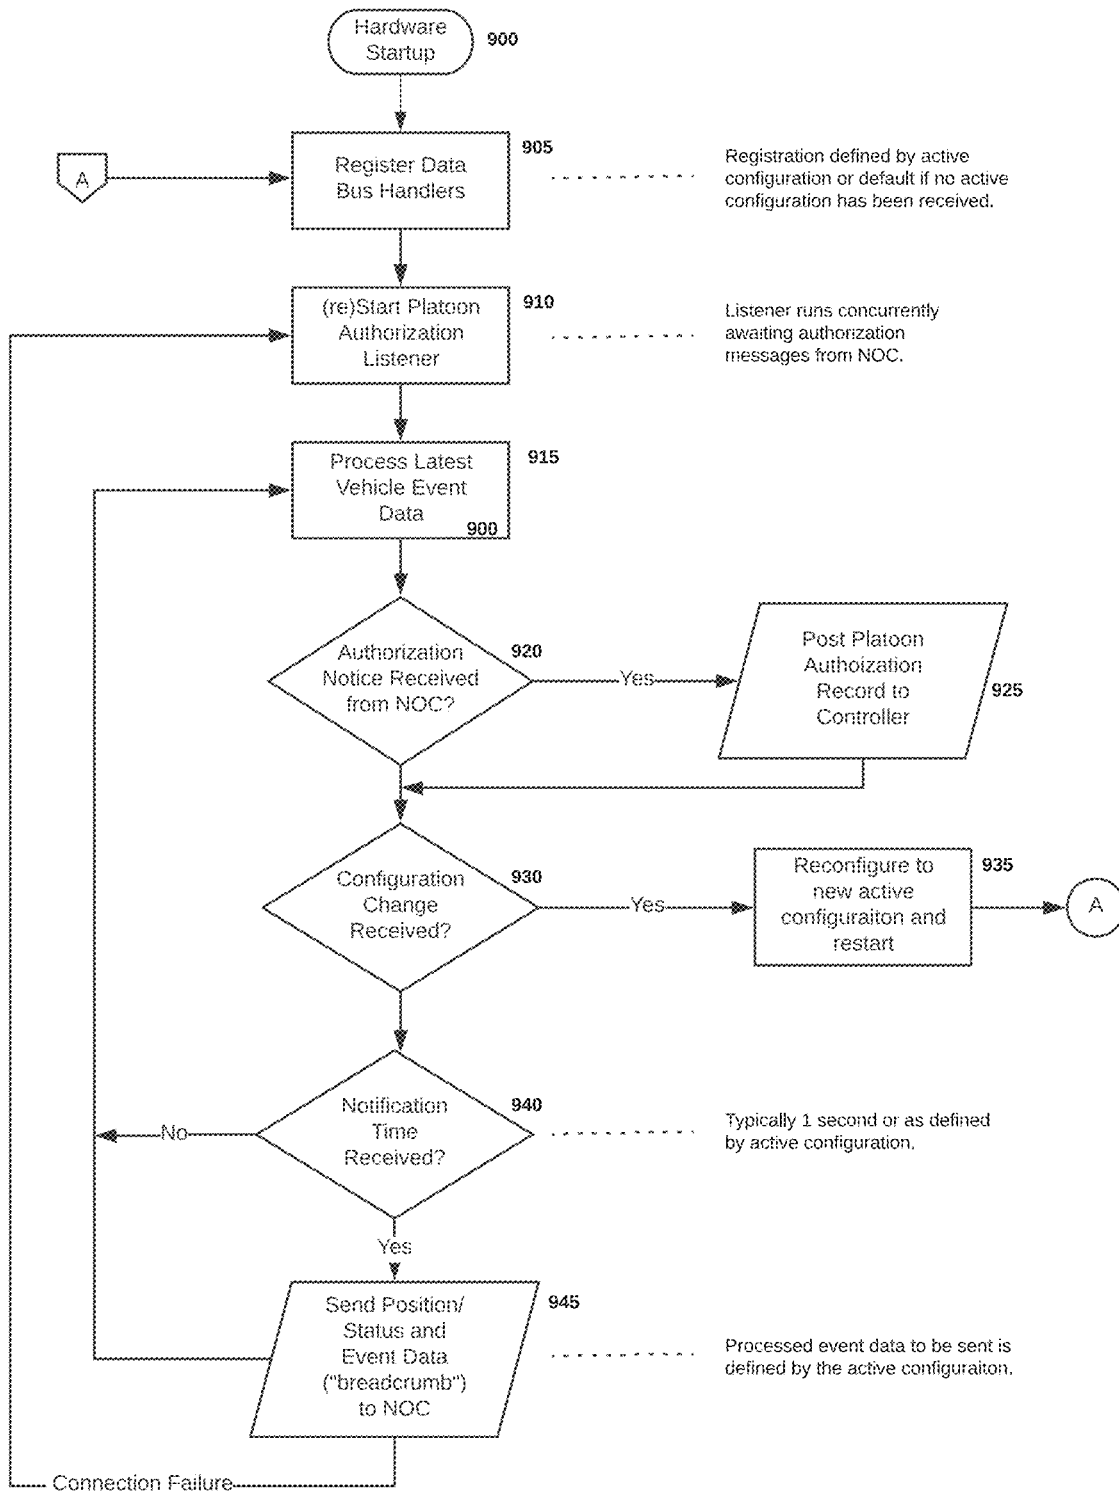 Hardware
Startup
900
A
Register Data
Bus Handlers
905
Registration defined by active
configuration or default if no active
configuration has been received.
(re)Start Platoon
Authorization
Listener
910
Listener runs concurrently
awaiting authorization
messages from NOC.
Process Latest
Vehicle Event
Data
900
915
Authorization
Notice Received
from NOC?
920
Yes
Post Platoon
Authoization
Record to
Controller
925
Configuration
Change
Received?
930
Yes
Reconfigure to
new active
configuraiton and
restart
935
A
Notification
Time
Received?
940
No
Typically 1 second or as defined
by active configuration.
Yes
Send Position/
Status and
Event Data
("breadcrumb")
to NOC
945
Processed event data to be sent is
defined by the active configuraiton.
Connection Failure